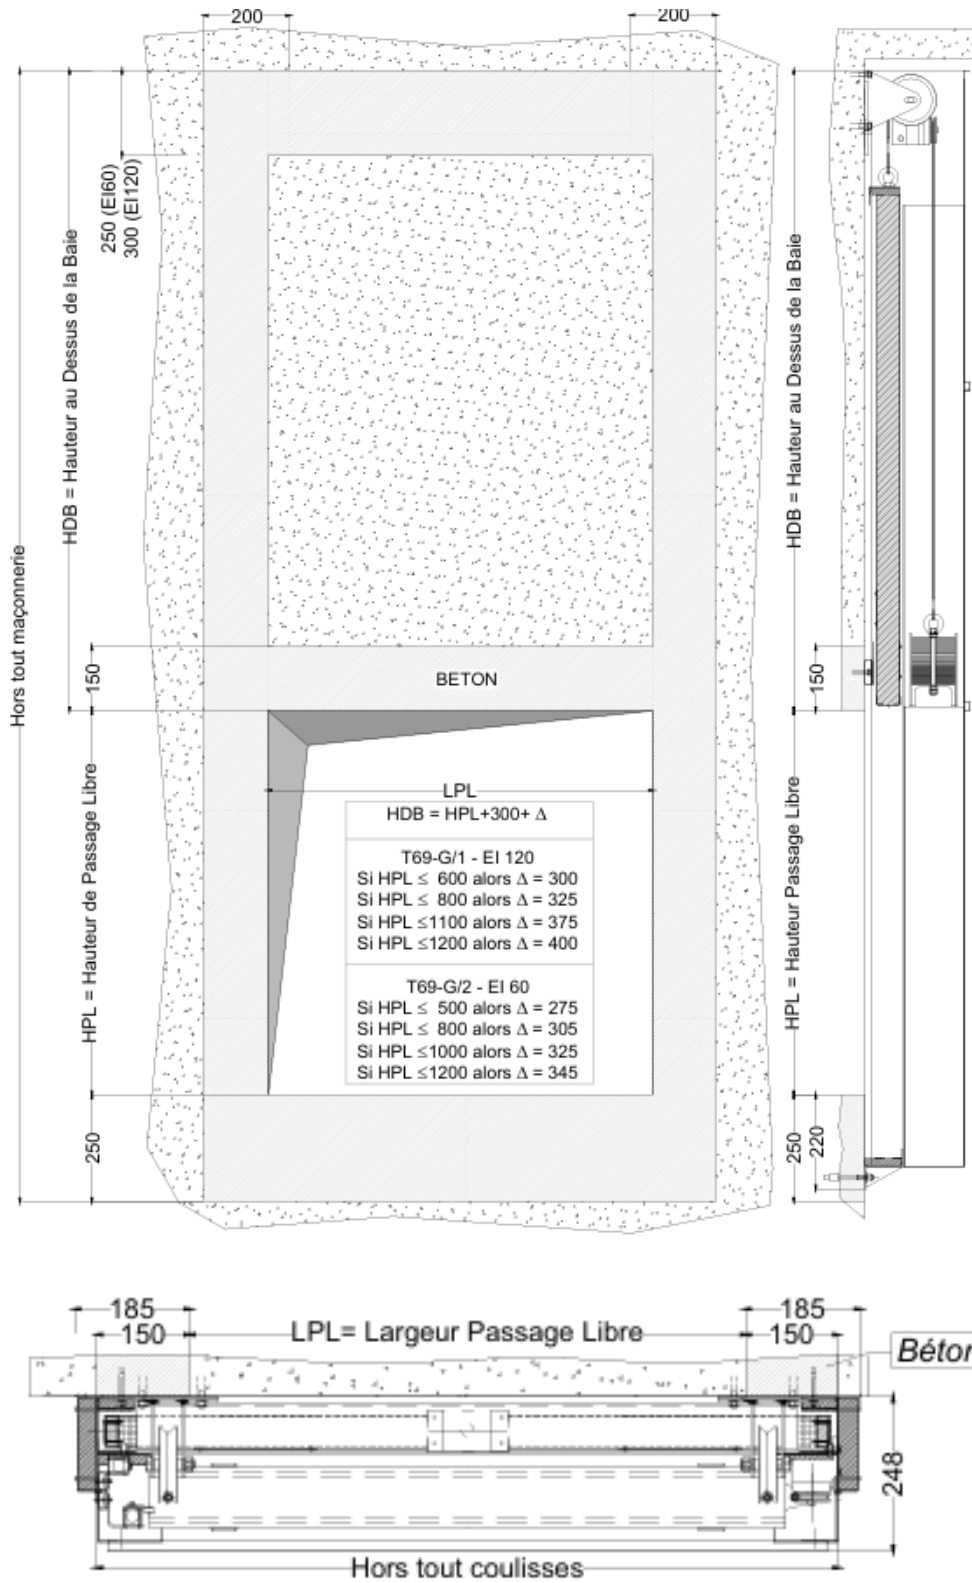 200
200
250 (EI60)
300 (EI120)
HDB = Hauteur au Dessus de la Baie
Hors tout maçonnerie
150
BETON
HPL = Hauteur de Passage Libre
250
LPL
HDB = HPL+300+ Δ
T69-G/1 - EI 120
Si HPL ≤ 600 alors Δ = 300
Si HPL ≤ 800 alors Δ = 325
Si HPL ≤1100 alors Δ = 375
Si HPL ≤1200 alors Δ = 400
T69-G/2 - EI 60
Si HPL ≤ 500 alors Δ = 275
Si HPL ≤ 800 alors Δ = 305
Si HPL ≤1000 alors Δ = 325
Si HPL ≤1200 alors Δ = 345
HDB = Hauteur au Dessus de la Baie
150
HPL = Hauteur Passage Libre
250
220
185
185
150
LPL= Largeur Passage Libre
150
Béton
248
Hors tout coulisses